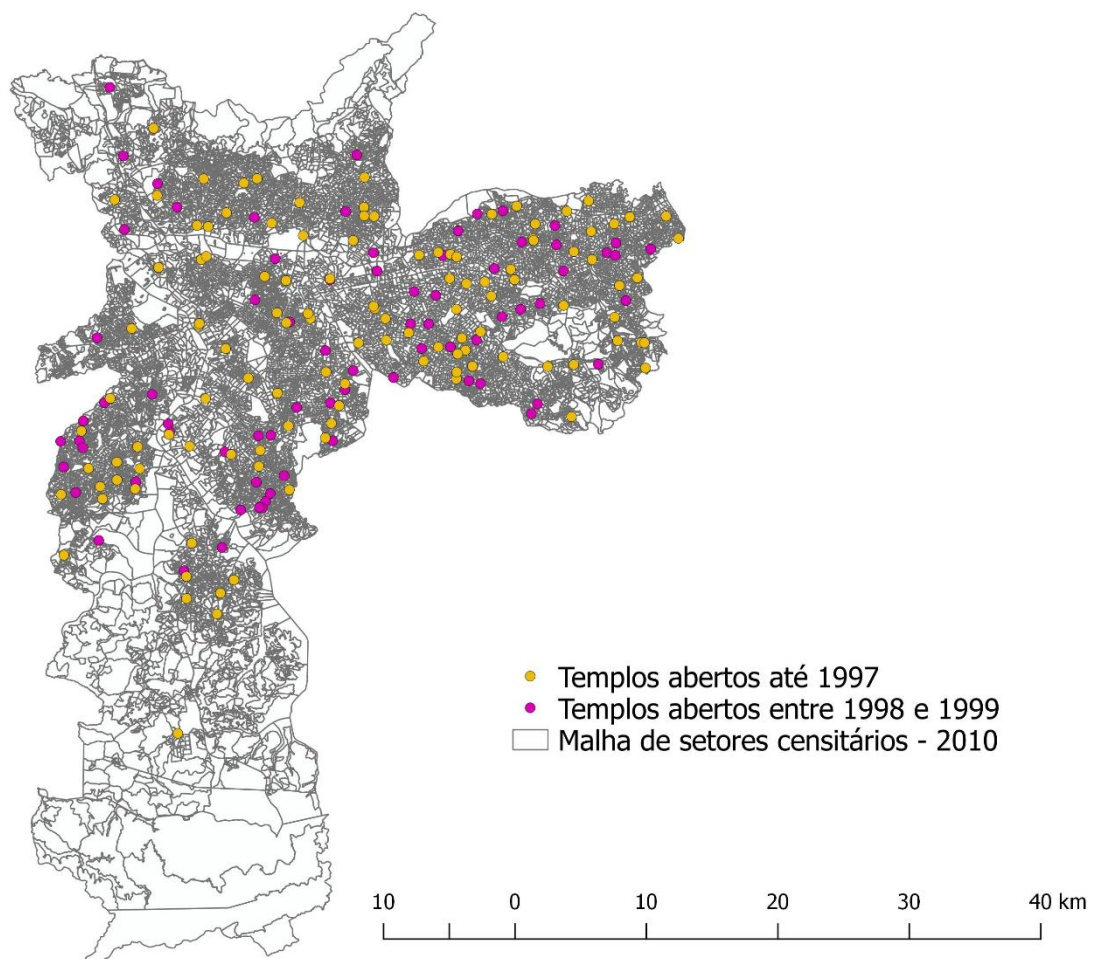 Templos abertos até 1997
Templos abertos entre 1998 e 1999
Malha de setores censitários - 2010
10 0 10 20 30 40 km